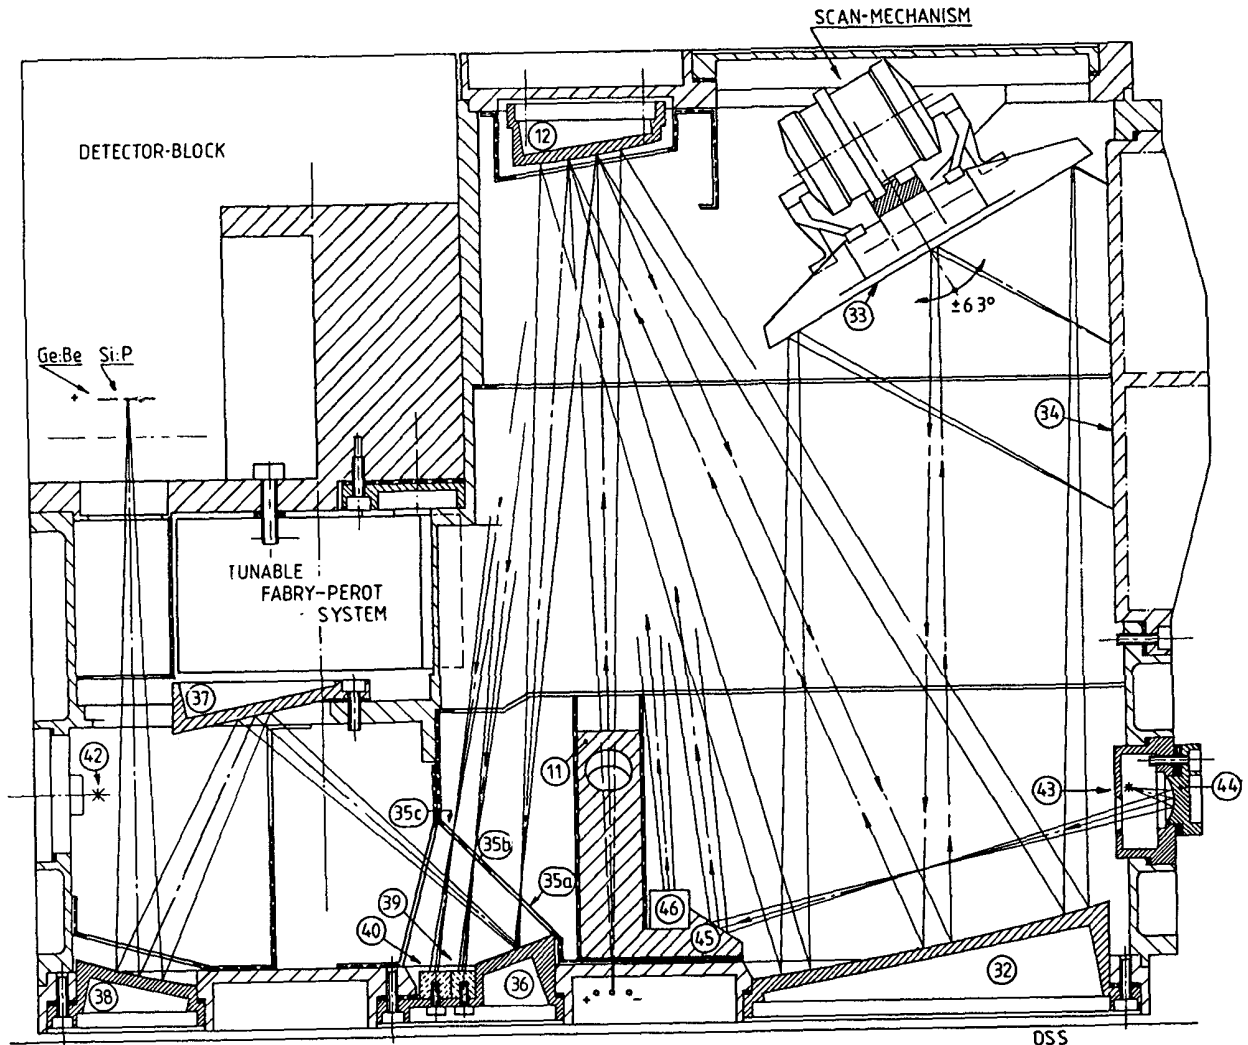 SCAN-MECHANISM
12
DETECTOR-BLOCK
33
±63°
Ge:Be Si:P
+
34
TUNABLE
FABRY-PEROT
SYSTEM
37
42
11
43
44
35c
35b
35a
39
40
46
45
38
36
32
+ -
DSS